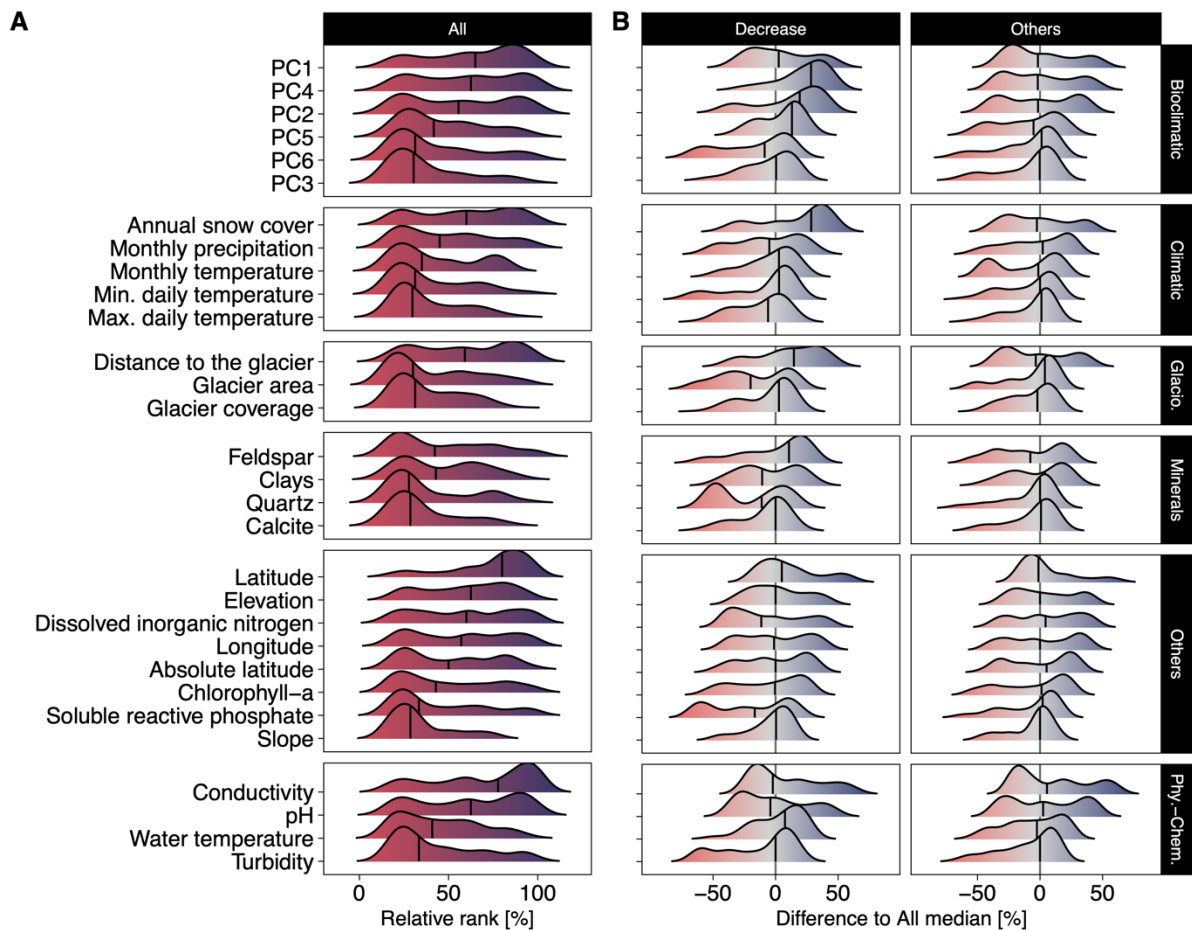 A
All
B
Decrease
Others
PC1
PC4
PC2
PC5
PC6
PC3
Bioclimatic
Annual snow cover
Monthly precipitation
Monthly temperature
Min. daily temperature
Max. daily temperature
Climatic
Distance to the glacier
Glacier area
Glacier coverage
Glacio.
Feldspar
Clays
Quartz
Calcite
Minerals
Latitude
Elevation
Dissolved inorganic nitrogen
Longitude
Absolute latitude
Chlorophyll−a
Soluble reactive phosphate
Slope
Others
Conductivity
pH
Water temperature
Turbidity
Phy.−Chem.
0 50 100
−50 0 50
−50 0 50
Relative rank [%]
Difference to All median [%]